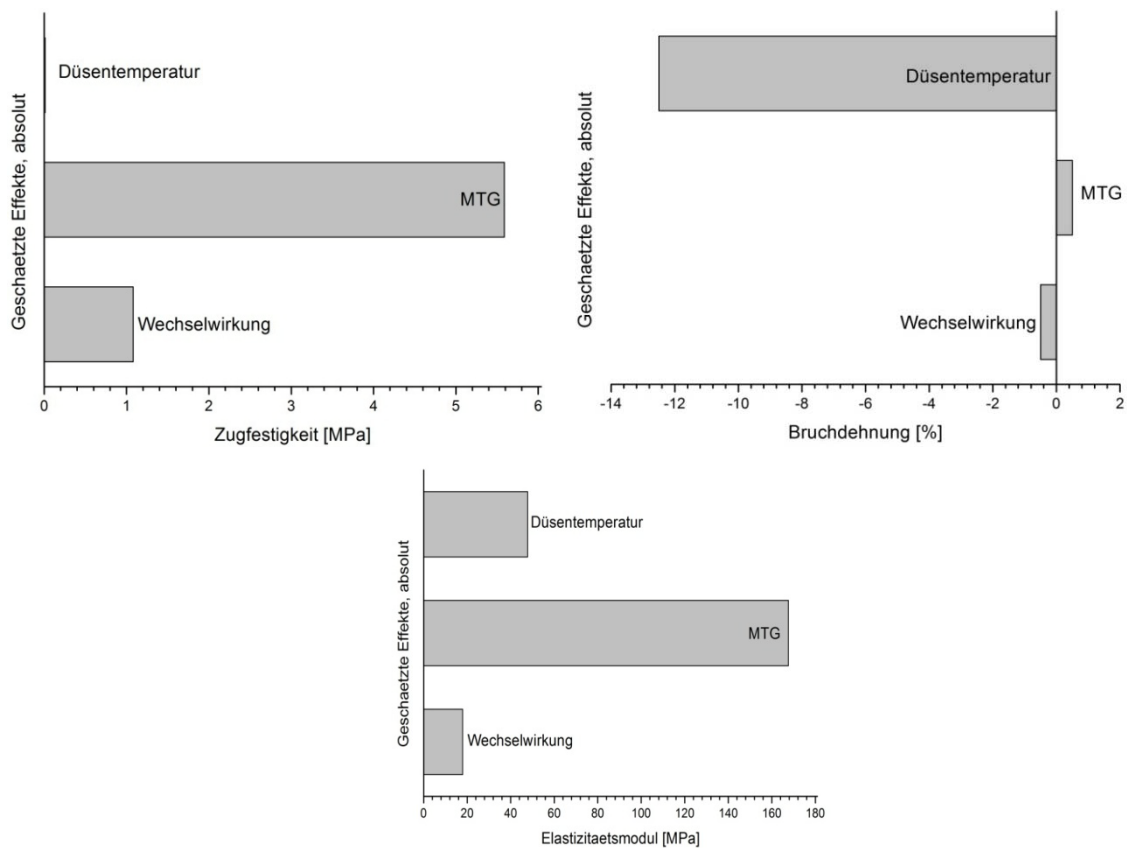 Geschaetzte Effekte, absolut
Düsentemperatur
MTG
Wechselwirkung
0 1 2 3 4 5 6
Zugfestigkeit [MPa]
Geschaetzte Effekte, absolut
Düsentemperatur
MTG
Wechselwirkung
-14 -12 -10 -8 -6 -4 -2 0 2
Bruchdehnung [%]
Geschaetzte Effekte, absolut
Düsentemperatur
MTG
Wechselwirkung
0 20 40 60 80 100 120 140 160 180
Elastizitaetsmodul [MPa]